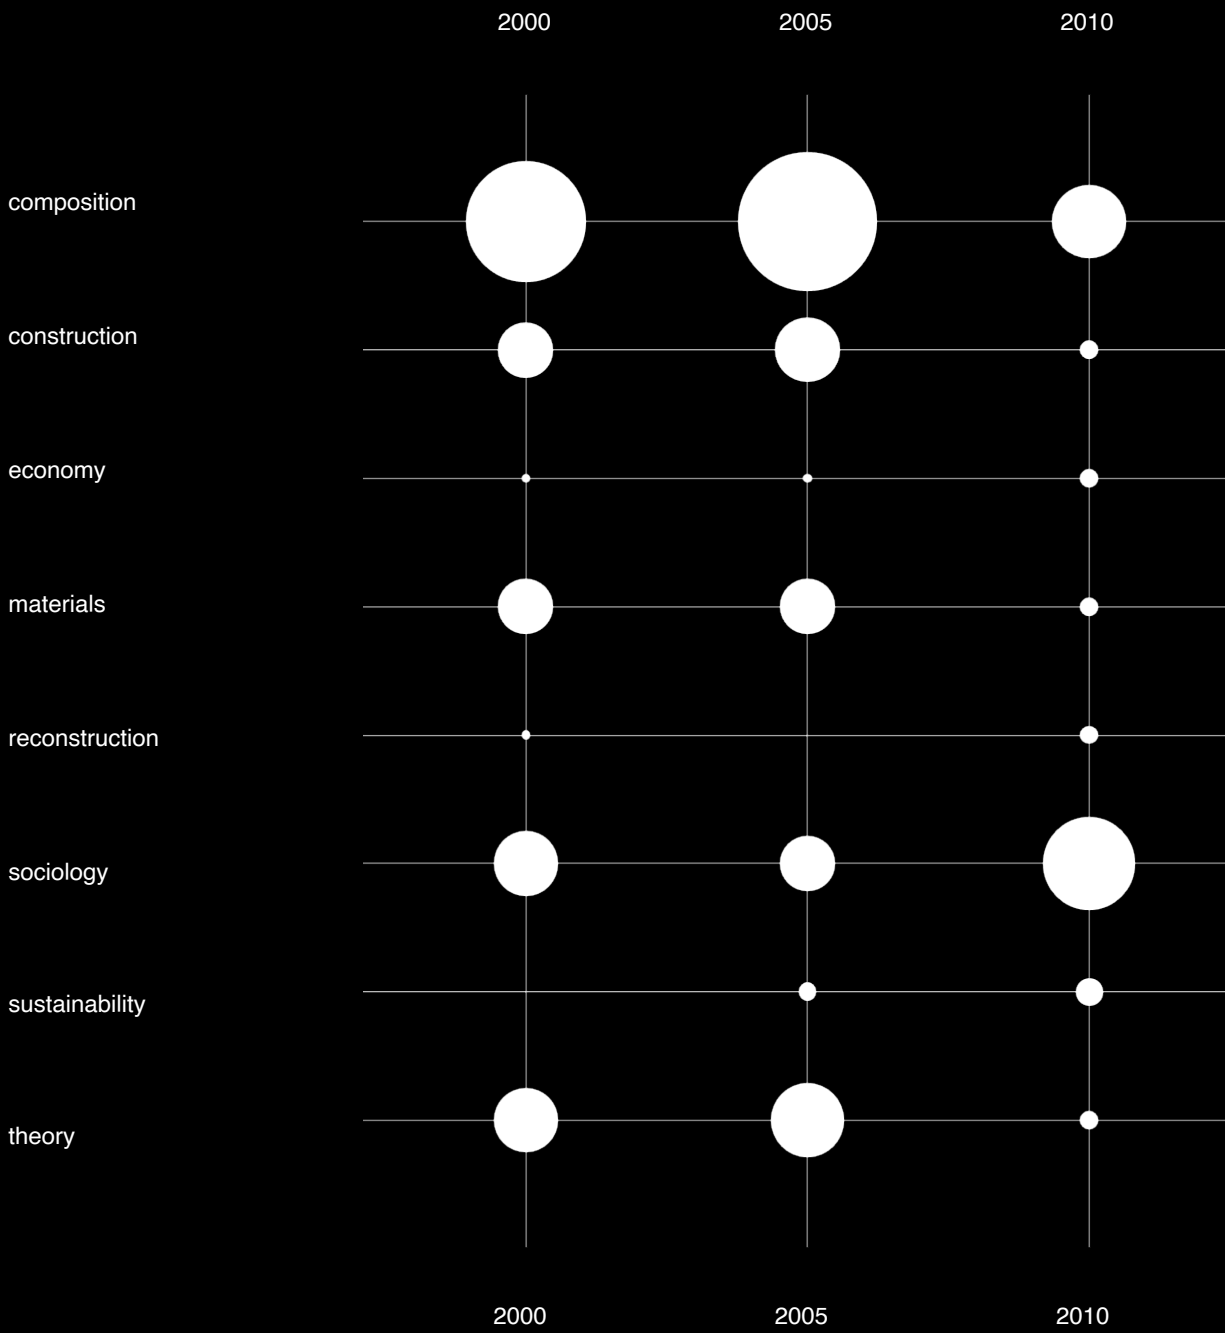 2000 2005 2010
composition
construction
economy
materials
reconstruction
sociology
sustainability
theory
2000 2005 2010